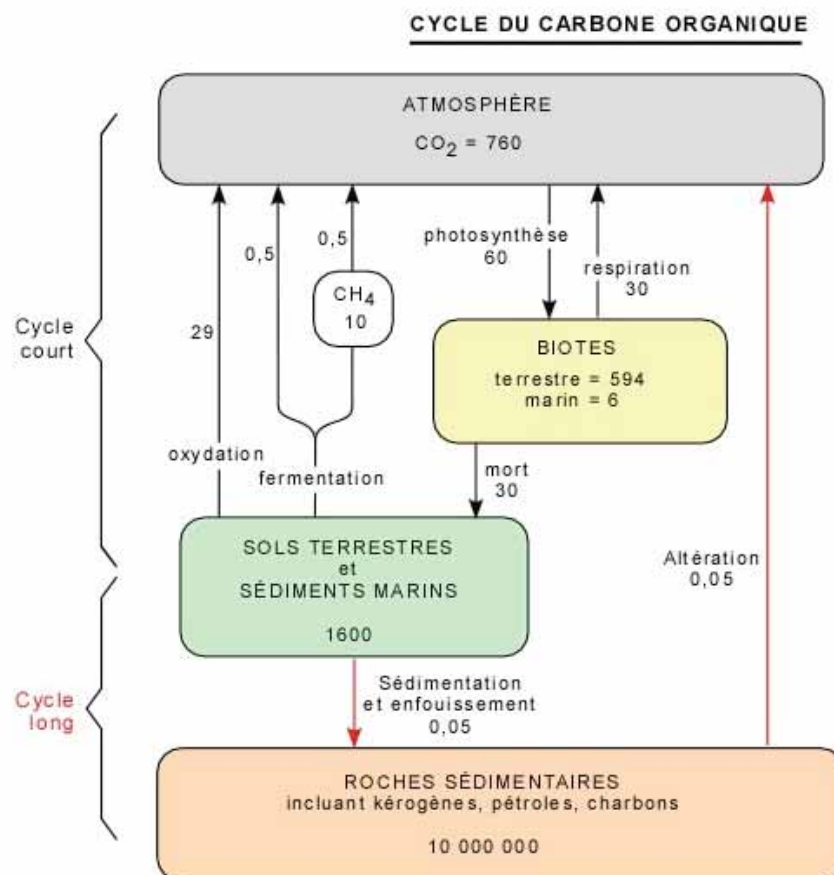 CYCLE DU CARBONE ORGANIQUE
ATMOSPHÈRE
CO₂ = 760
0,5
0,5
photosynthèse
60
respiration
30
CH₄
10
29
Cycle
court
BIOTES
terrestre = 594
marin = 6
oxydation
fermentation
mort
30
SOLS TERRESTRES
et
SÉDIMENTS MARINS
1600
Altération
0,05
Cycle
long
Sédimentation
et enfouissement
0,05
ROCHES SÉDIMENTAIRES
incluant kérogènes, pétroles, charbons
10 000 000